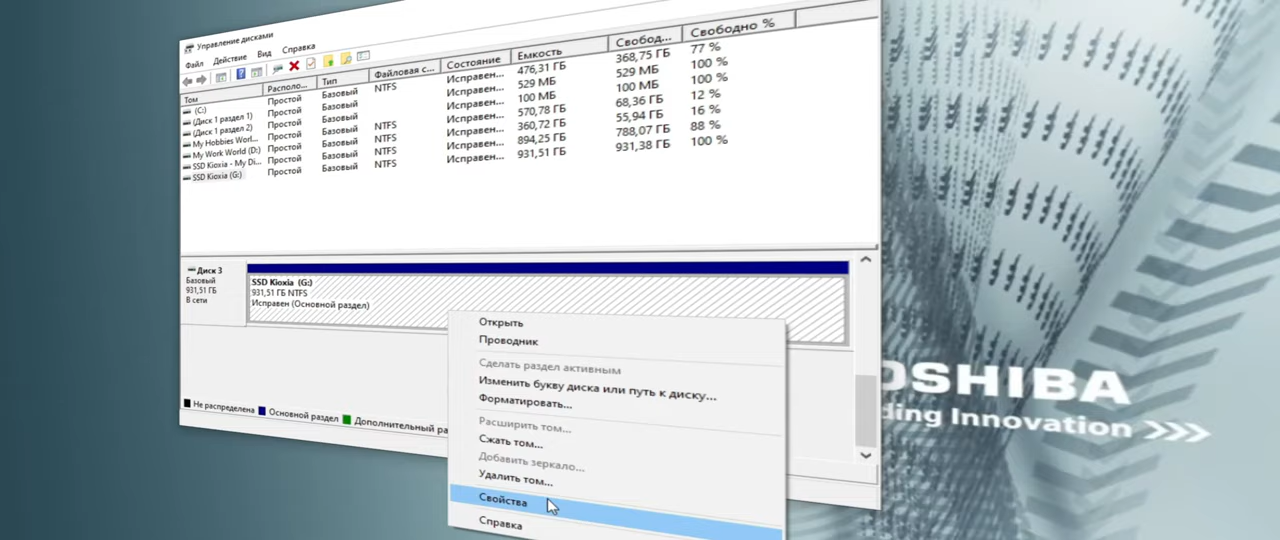 Управление дисками
Файл Действие Вид Справка
Том Располо... Тип Файловая с... Состояние Емкость Свобод... Свободно %
(C:) Простой Базовый NTFS Исправен... 476,31 ГБ 368,75 ГБ 77 %
(Диск 1 раздел 1) Простой Базовый Исправен... 529 МБ 529 МБ 100 %
(Диск 1 раздел 2) Простой Базовый Исправен... 100 МБ 100 МБ 100 %
My Hobbies Worl... Простой Базовый NTFS Исправен... 570,78 ГБ 68,36 ГБ 12 %
My Work World (D:) Простой Базовый NTFS Исправен... 360,72 ГБ 55,94 ГБ 16 %
SSD Kioxia - My Di... Простой Базовый NTFS Исправен... 894,25 ГБ 788,07 ГБ 88 %
SSD Kioxia (G:) Простой Базовый NTFS Исправен... 931,51 ГБ 931,38 ГБ 100 %
Диск 3
Базовый
931,51 ГБ
В сети
SSD Kioxia (G:)
931,51 ГБ NTFS
Исправен (Основной раздел)
Не распределена Основной раздел Дополнительный ра
Открыть
Проводник
Сделать раздел активным
Изменить букву диска или путь к диску...
Форматировать...
Расширить том...
Сжать том...
Добавить зеркало...
Удалить том...
Свойства
Справка
OSHIBA
ding Innovation